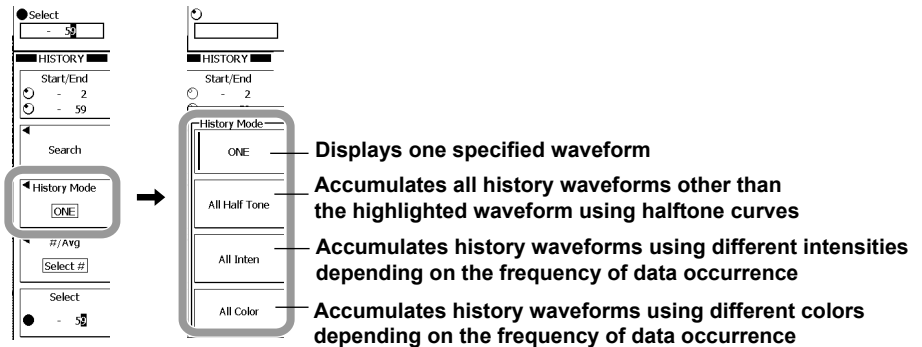 Select
- 59
HISTORY
Start/End
- 2
- 59
Search
History Mode
ONE
#/Avg
Select #
Select
- 59
HISTORY
Start/End
- 2
History Mode
ONE
All Half Tone
All Inten
All Color
Displays one specified waveform
Accumulates all history waveforms other than
the highlighted waveform using halftone curves
Accumulates history waveforms using different intensities
depending on the frequency of data occurrence
Accumulates history waveforms using different colors
depending on the frequency of data occurrence